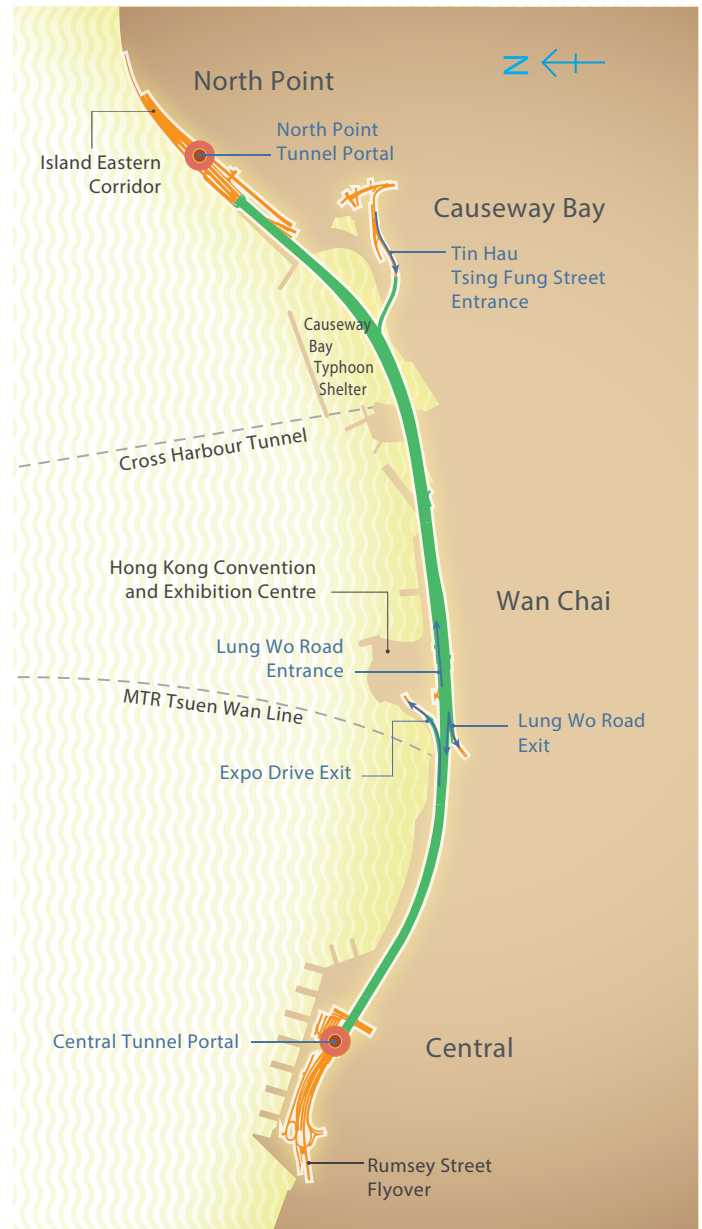 N
North Point
North Point
Tunnel Portal
Island Eastern
Corridor
Causeway Bay
Tin Hau
Tsing Fung Street
Entrance
Causeway
Bay
Typhoon
Shelter
Cross Harbour Tunnel
Hong Kong Convention
and Exhibition Centre
Wan Chai
Lung Wo Road
Entrance
MTR Tsuen Wan Line
Lung Wo Road
Exit
Expo Drive Exit
Central Tunnel Portal
Central
Rumsey Street
Flyover